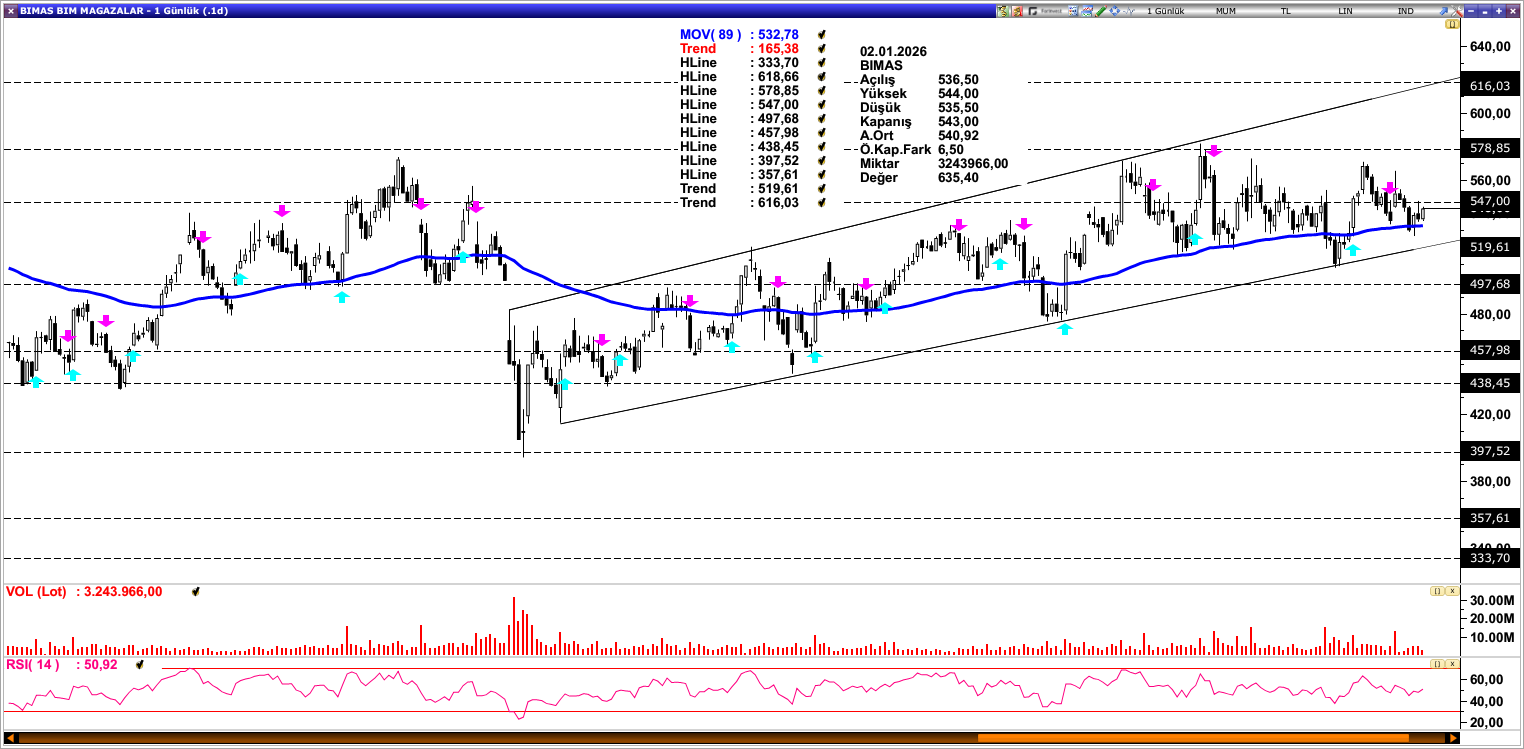 BIMAS BIM MAGAZALAR - 1 Günlük (.1d)
1 Günlük MUM TL LIN IND
MOV( 89 ) : 532,78
Trend : 165,38
HLine : 333,70
HLine : 618,66
HLine : 578,85
HLine : 547,00
HLine : 497,68
HLine : 457,98
HLine : 438,45
HLine : 397,52
HLine : 357,61
Trend : 519,61
Trend : 616,03
02.01.2026
BIMAS
Açılış 536,50
Yüksek 544,00
Düşük 535,50
Kapanış 543,00
A.Ort 540,92
Ö.Kap.Fark 6,50
Miktar 3243966,00
Değer 635,40
640,00
616,03
600,00
578,85
560,00
547,00
519,61
497,68
480,00
457,98
438,45
420,00
397,52
380,00
357,61
340,00
333,70
VOL (Lot) : 3.243.966,00
30.00M
20.00M
10.00M
RSI( 14 ) : 50,92
60,00
40,00
20,00